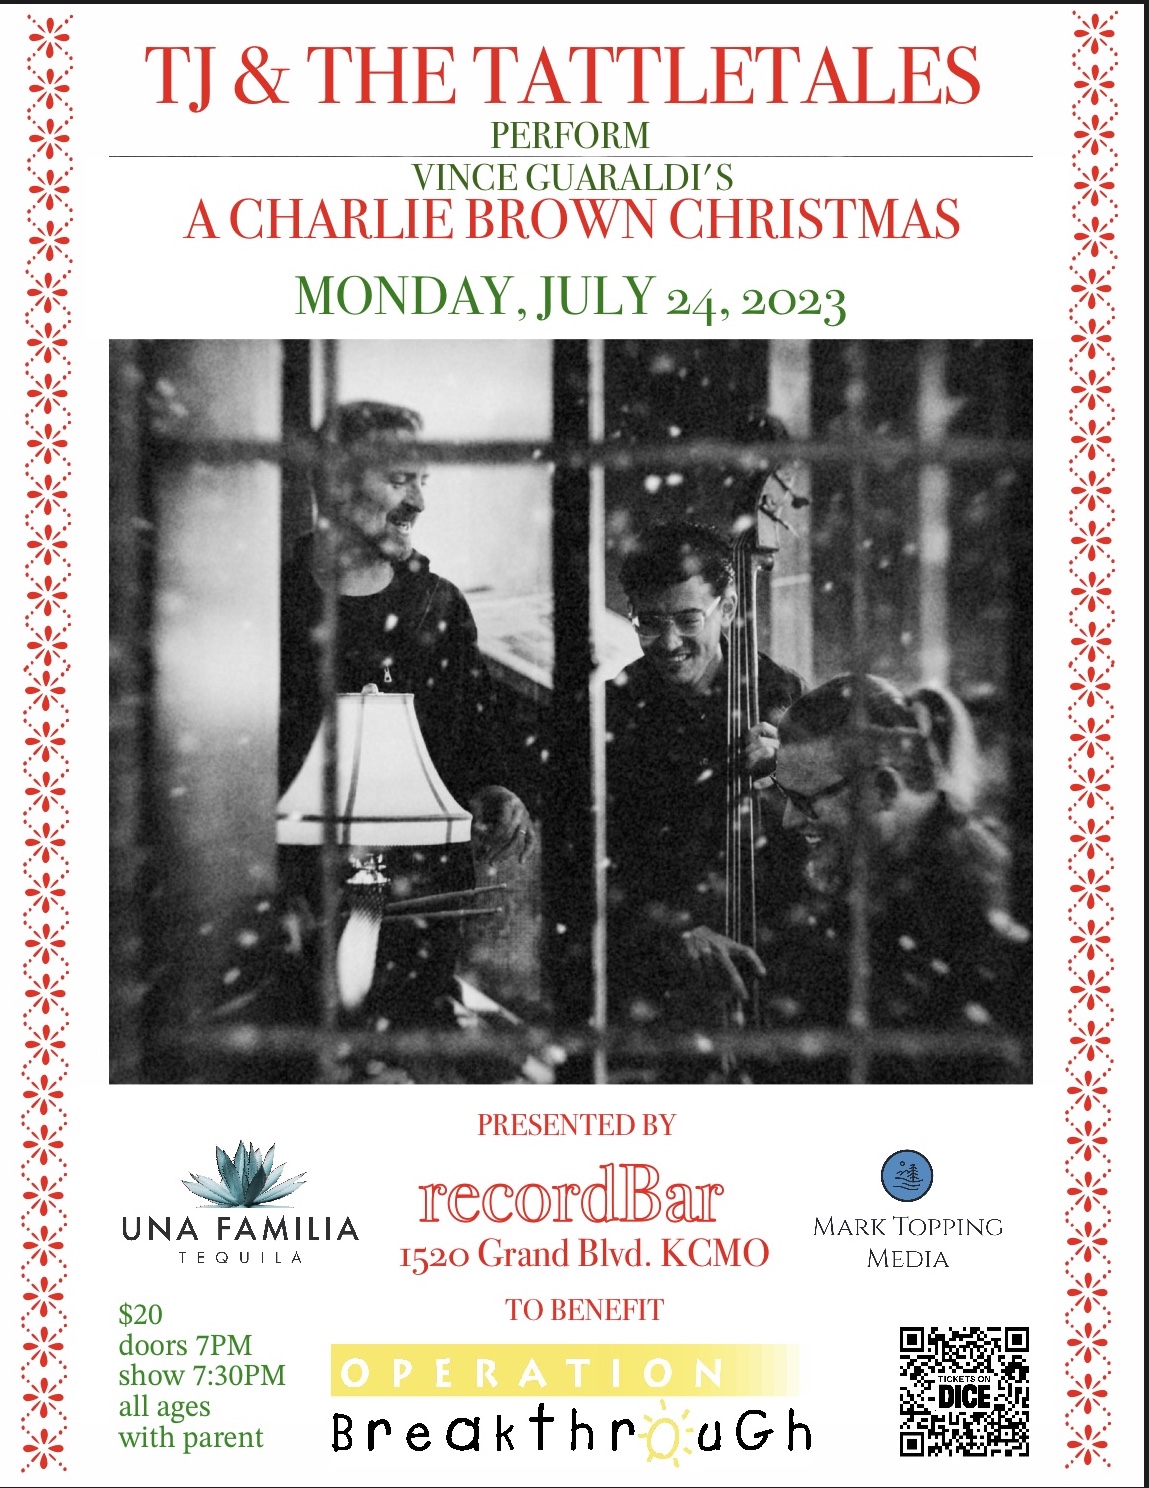 TJ & THE TATTLETALES
PERFORM
VINCE GUARALDI'S
A CHARLIE BROWN CHRISTMAS
MONDAY, JULY 24, 2023
PRESENTED BY
recordBar
1520 Grand Blvd. KCMO
UNA FAMILIA
TEQUILA
MARK TOPPING
MEDIA
$20
doors 7PM
show 7:30PM
all ages
with parent
TO BENEFIT
OPERATION
BreakthrouGh
TICKETS ON
DICE